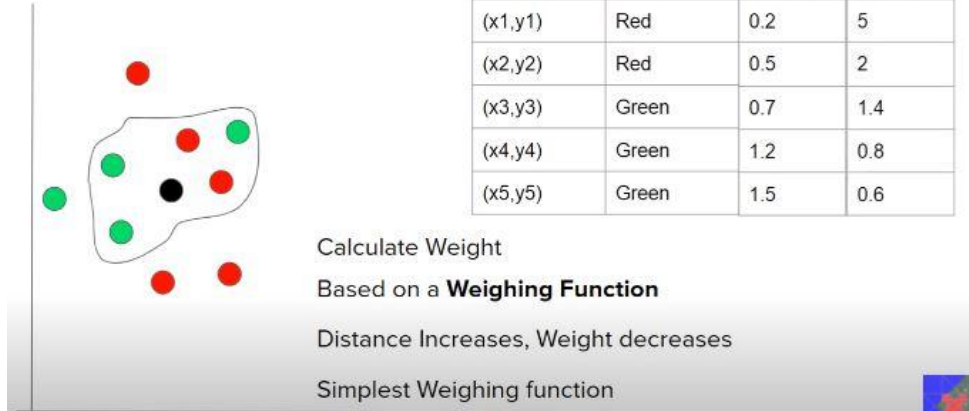 (x1,y1) Red 0.2 5
(x2,y2) Red 0.5 2
(x3,y3) Green 0.7 1.4
(x4,y4) Green 1.2 0.8
(x5,y5) Green 1.5 0.6
Calculate Weight
Based on a Weighing Function
Distance Increases, Weight decreases
Simplest Weighing function